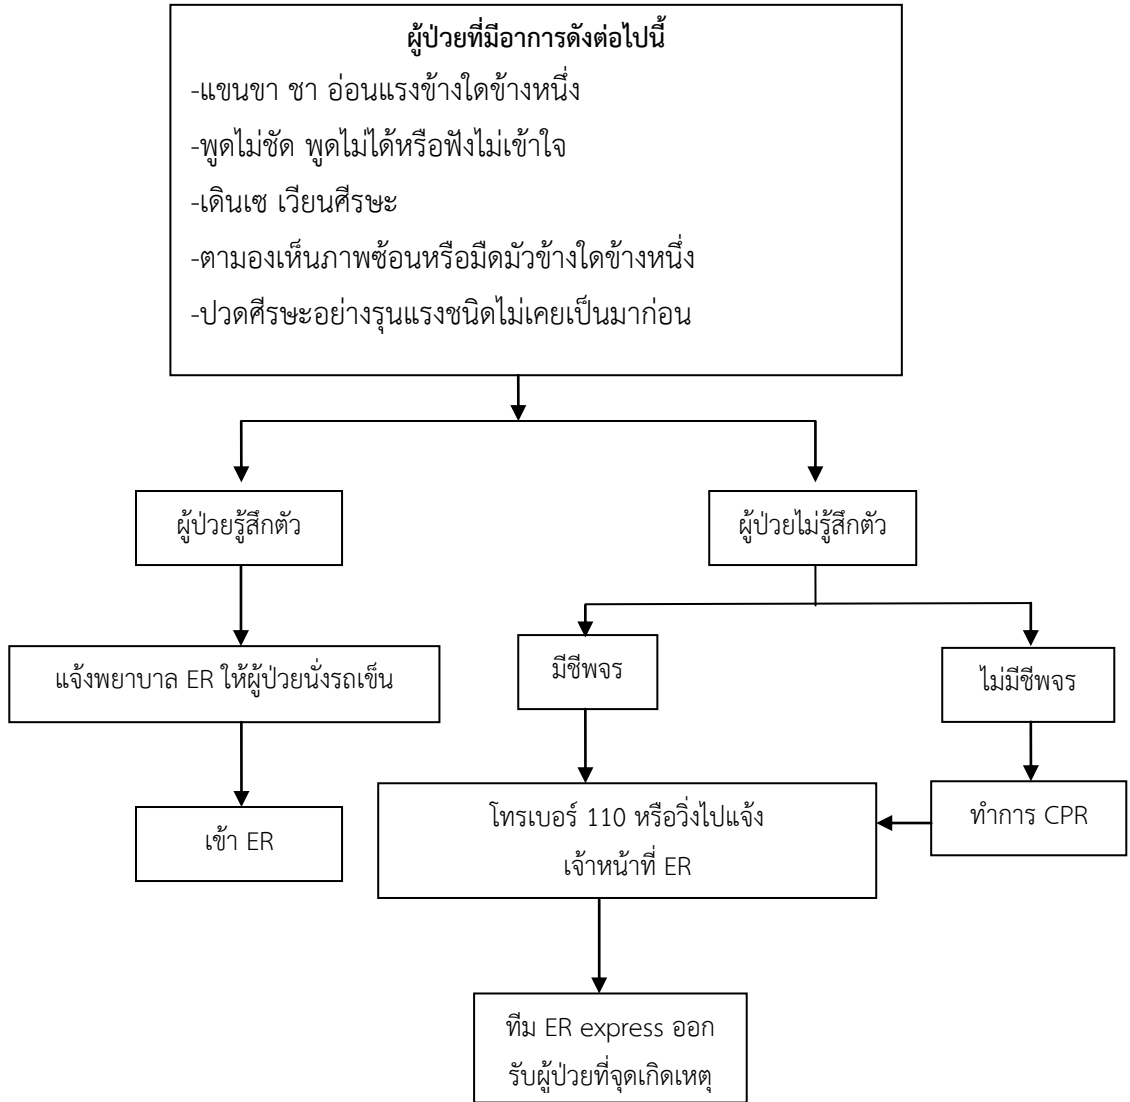 ผู้ป่วยที่มีอาการดังต่อไปนี้
-แขนขา ชา อ่อนแรงข้างใดข้างหนึ่ง
-พูดไม่ชัด พูดไม่ได้หรือฟังไม่เข้าใจ
-เดินเซ เวียนศีรษะ
-ตามองเห็นภาพซ้อนหรือมืดมัวข้างใดข้างหนึ่ง
-ปวดศีรษะอย่างรุนแรงชนิดไม่เคยเป็นมาก่อน
ผู้ป่วยรู้สึกตัว
ผู้ป่วยไม่รู้สึกตัว
แจ้งพยาบาล ER ให้ผู้ป่วยนั่งรถเข็น
มีชีพจร
ไม่มีชีพจร
เข้า ER
โทรเบอร์ 110 หรือวิ่งไปแจ้ง
เจ้าหน้าที่ ER
ทำการ CPR
ทีม ER express ออก
รับผู้ป่วยที่จุดเกิดเหตุ